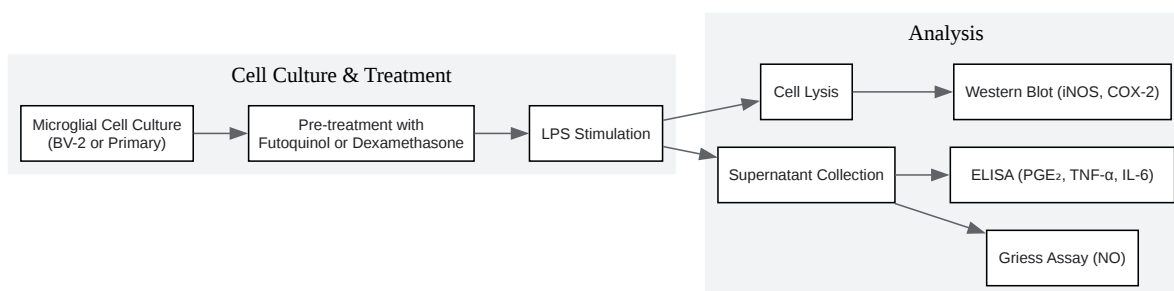 Cell Culture & Treatment
Microglial Cell Culture
(BV-2 or Primary)
Pre-treatment with
Futoquinol or Dexamethasone
LPS Stimulation
Analysis
Cell Lysis
Western Blot (iNOS, COX-2)
Supernatant Collection
ELISA (PGE₂, TNF-α, IL-6)
Griess Assay (NO)